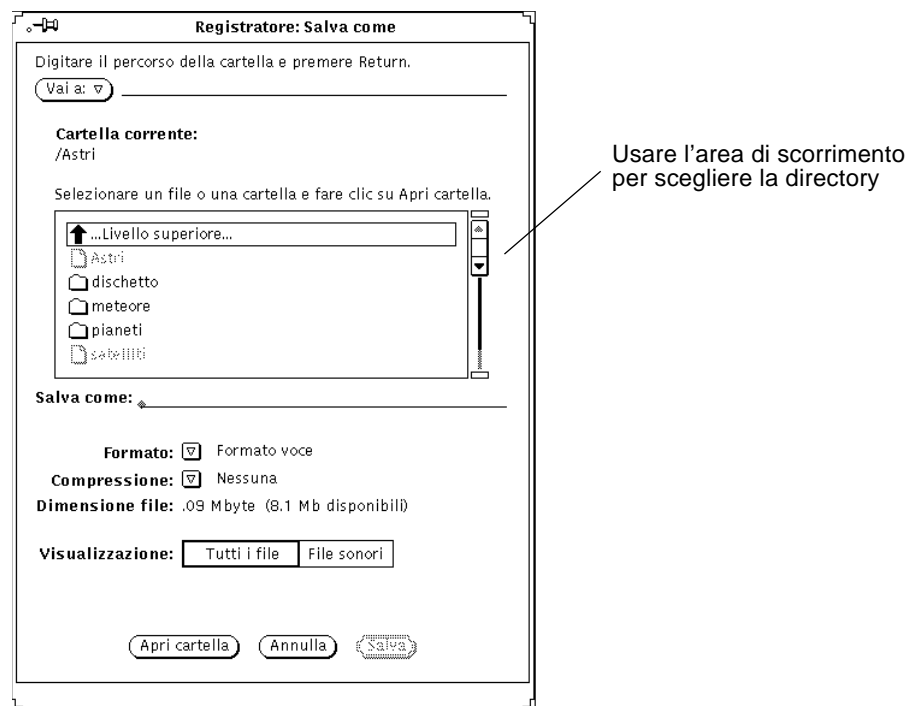 Registratore: Salva come
Digitare il percorso della cartella e premere Return.
Vai a:
Cartella corrente:
/Astri
Usare l’area di scorrimento
per scegliere la directory
Selezionare un file o una cartella e fare clic su Apri cartella.
...Livello superiore...
Astri
dischetto
meteore
pianeti
satelliti
Salva come:
Formato: Formato voce
Compressione: Nessuna
Dimensione file: .09 Mbyte (8.1 Mb disponibili)
Visualizzazione: Tutti i file File sonori
Apri cartella Annulla Salva